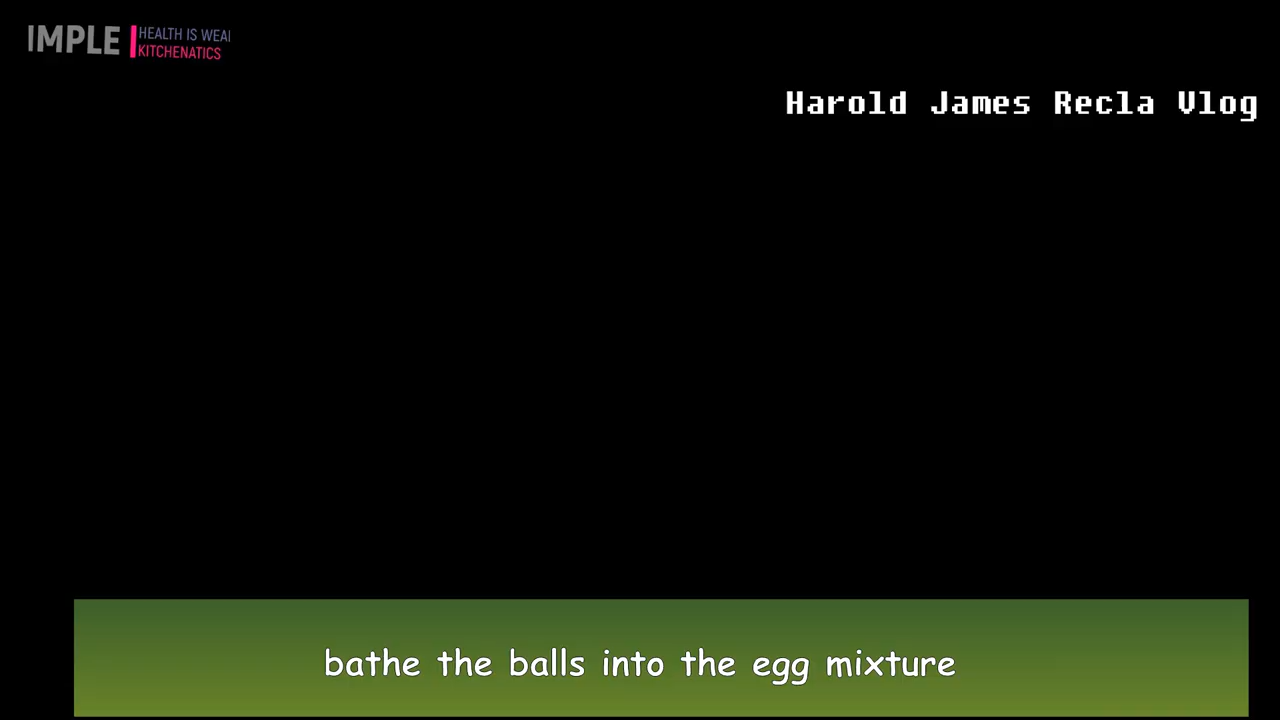 IMPLE
HEALTH IS WEAI
KITCHENATICS
Harold James Recla Vlog
bathe the balls into the egg mixture